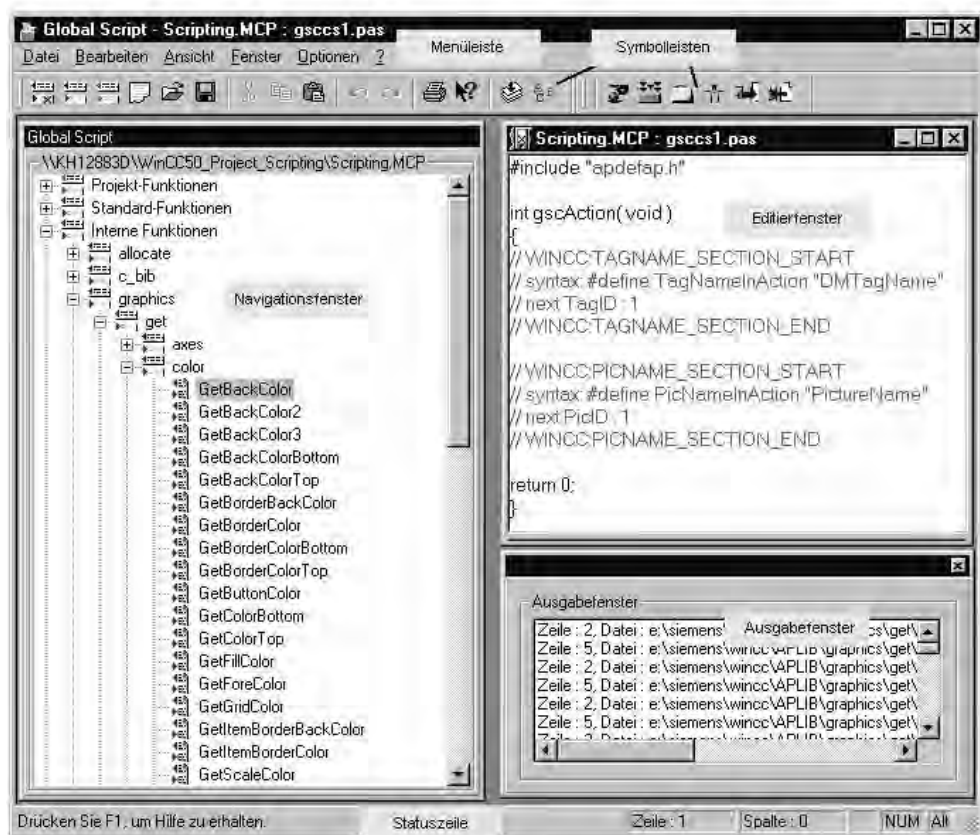 Global Script - Scripting.MCP : gsccs1.pas
Datei Bearbeiten Ansicht Fenster Optionen ?
Menüleiste
Symbolleisten
Global Script
\\KH12883D\WinCC50_Project_Scripting\Scripting.MCP
Projekt-Funktionen
Standard-Funktionen
Interne Funktionen
allocate
c_bib
graphics
Navigationsfenster
get
axes
color
GetBackColor
GetBackColor2
GetBackColor3
GetBackColorBottom
GetBackColorTop
GetBorderBackColor
GetBorderColor
GetBorderColorBottom
GetBorderColorTop
GetButtonColor
GetColorBottom
GetColorTop
GetFillColor
GetForeColor
GetGridColor
GetItemBorderBackColor
GetItemBorderColor
GetScaleColor
Scripting.MCP : gsccs1.pas
#include "apdefap.h"
int gscAction( void )
Editierfenster
{
// WINCC:TAGNAME_SECTION_START
// syntax: #define TagNameInAction "DMTagName"
// next TagID : 1
// WINCC:TAGNAME_SECTION_END
// WINCC:PICNAME_SECTION_START
// syntax: #define PicNameInAction "PictureName"
// next PicID : 1
// WINCC:PICNAME_SECTION_END
return 0;
}
Ausgabefenster
Ausgabefenster
Zeile : 2, Datei : e:\siemens\
Zeile : 5, Datei : e:\siemens\wincc\APLIB\graphics\get\
Zeile : 2, Datei : e:\siemens\wincc\APLIB\graphics\get\
Zeile : 5, Datei : e:\siemens\wincc\APLIB\graphics\get\
Zeile : 2, Datei : e:\siemens\wincc\APLIB\graphics\get\
Zeile : 5, Datei : e:\siemens\wincc\APLIB\graphics\get\
Drücken Sie F1, um Hilfe zu erhalten.
Statuszeile
Zeile : 1
Spalte : 0
NUM